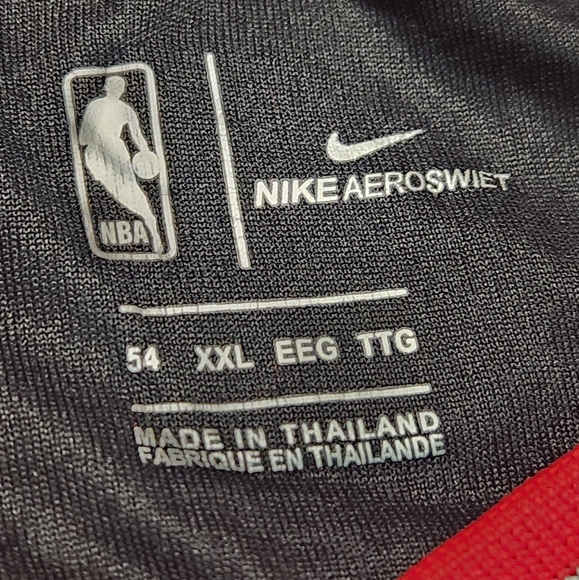 NBA
NIKE AEROSWIET
54 XXL EEG TTG
MADE IN THAILAND
FABRIQUE EN THAILANDE